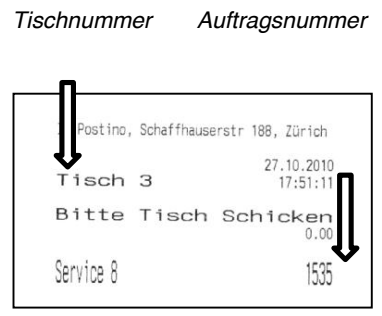 Tischnummer Auftragsnummer
Postino, Schaffhauserstr 188, Zürich
27.10.2010
Tisch 3 17:51:11
Bitte Tisch Schicken
0.00
Service 8 1535